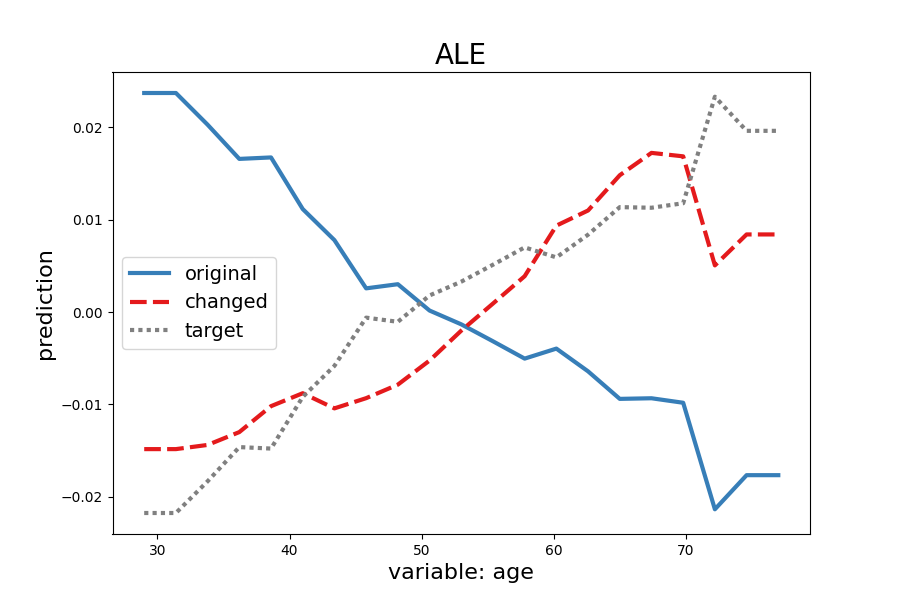 ALE
prediction
0.02
0.01
0.00
−0.01
−0.02
original
changed
target
30 40 50 60 70
variable: age